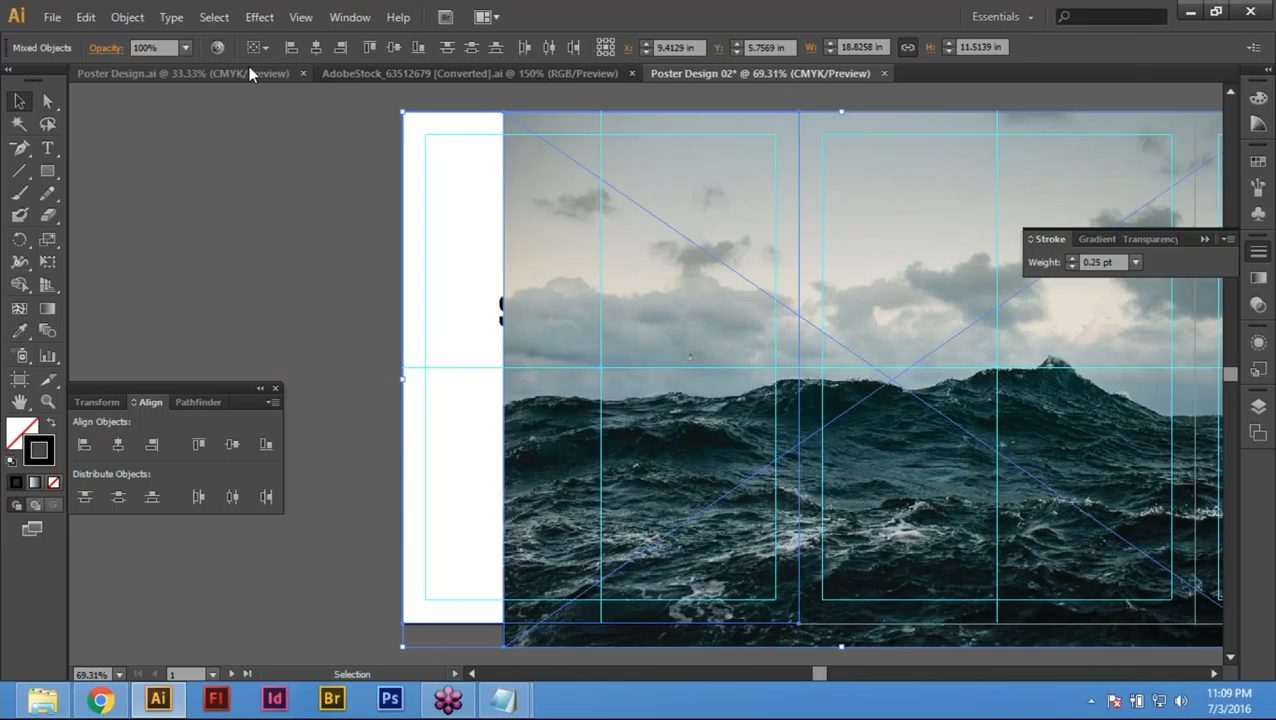 Ai File Edit Object Type Select Effect View Window Help Br Essentials
Mixed Objects Opacity: 100% X: 9.4129 in Y: 5.7569 in W: 18.8258 in H: 11.5139 in
Poster Design.ai @ 33.33% (CMYK/Preview) × AdobeStock_63512679 [Converted].ai @ 150% (RGB/Preview) × Poster Design 02* @ 69.31% (CMYK/Preview) ×
Stroke Gradient Transparency
Weight: 0.25 pt
S
Transform Align Pathfinder
Align Objects:
Distribute Objects:
69.31% 1 Selection
Ai Fl Id Br Ps
11:09 PM
7/3/2016